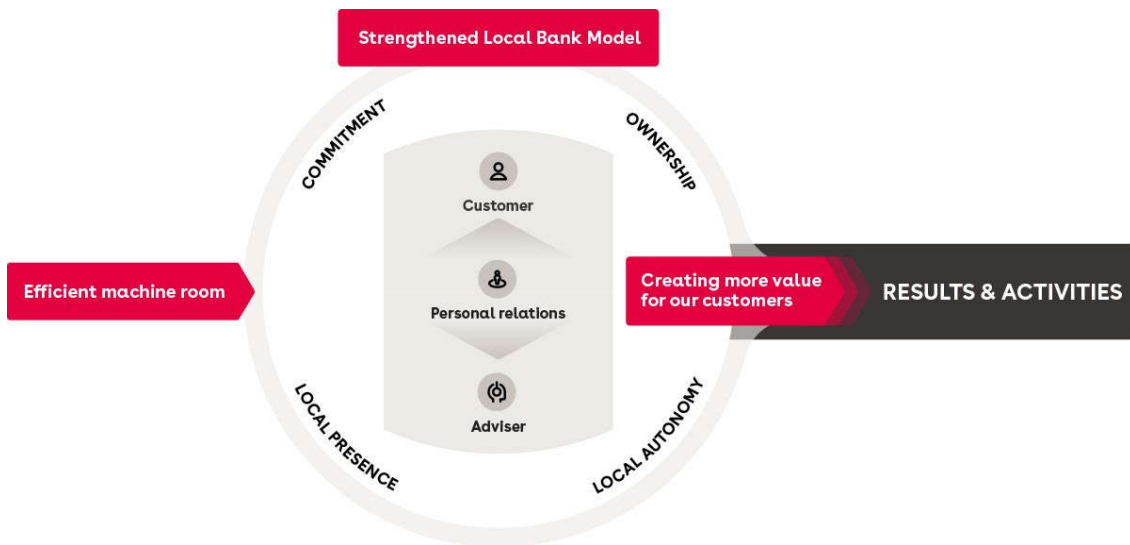 Strengthened Local Bank Model
COMMITMENT
OWNERSHIP
Customer
Efficient machine room
Personal relations
Creating more value
for our customers
RESULTS & ACTIVITIES
Adviser
LOCAL PRESENCE
LOCAL AUTONOMY